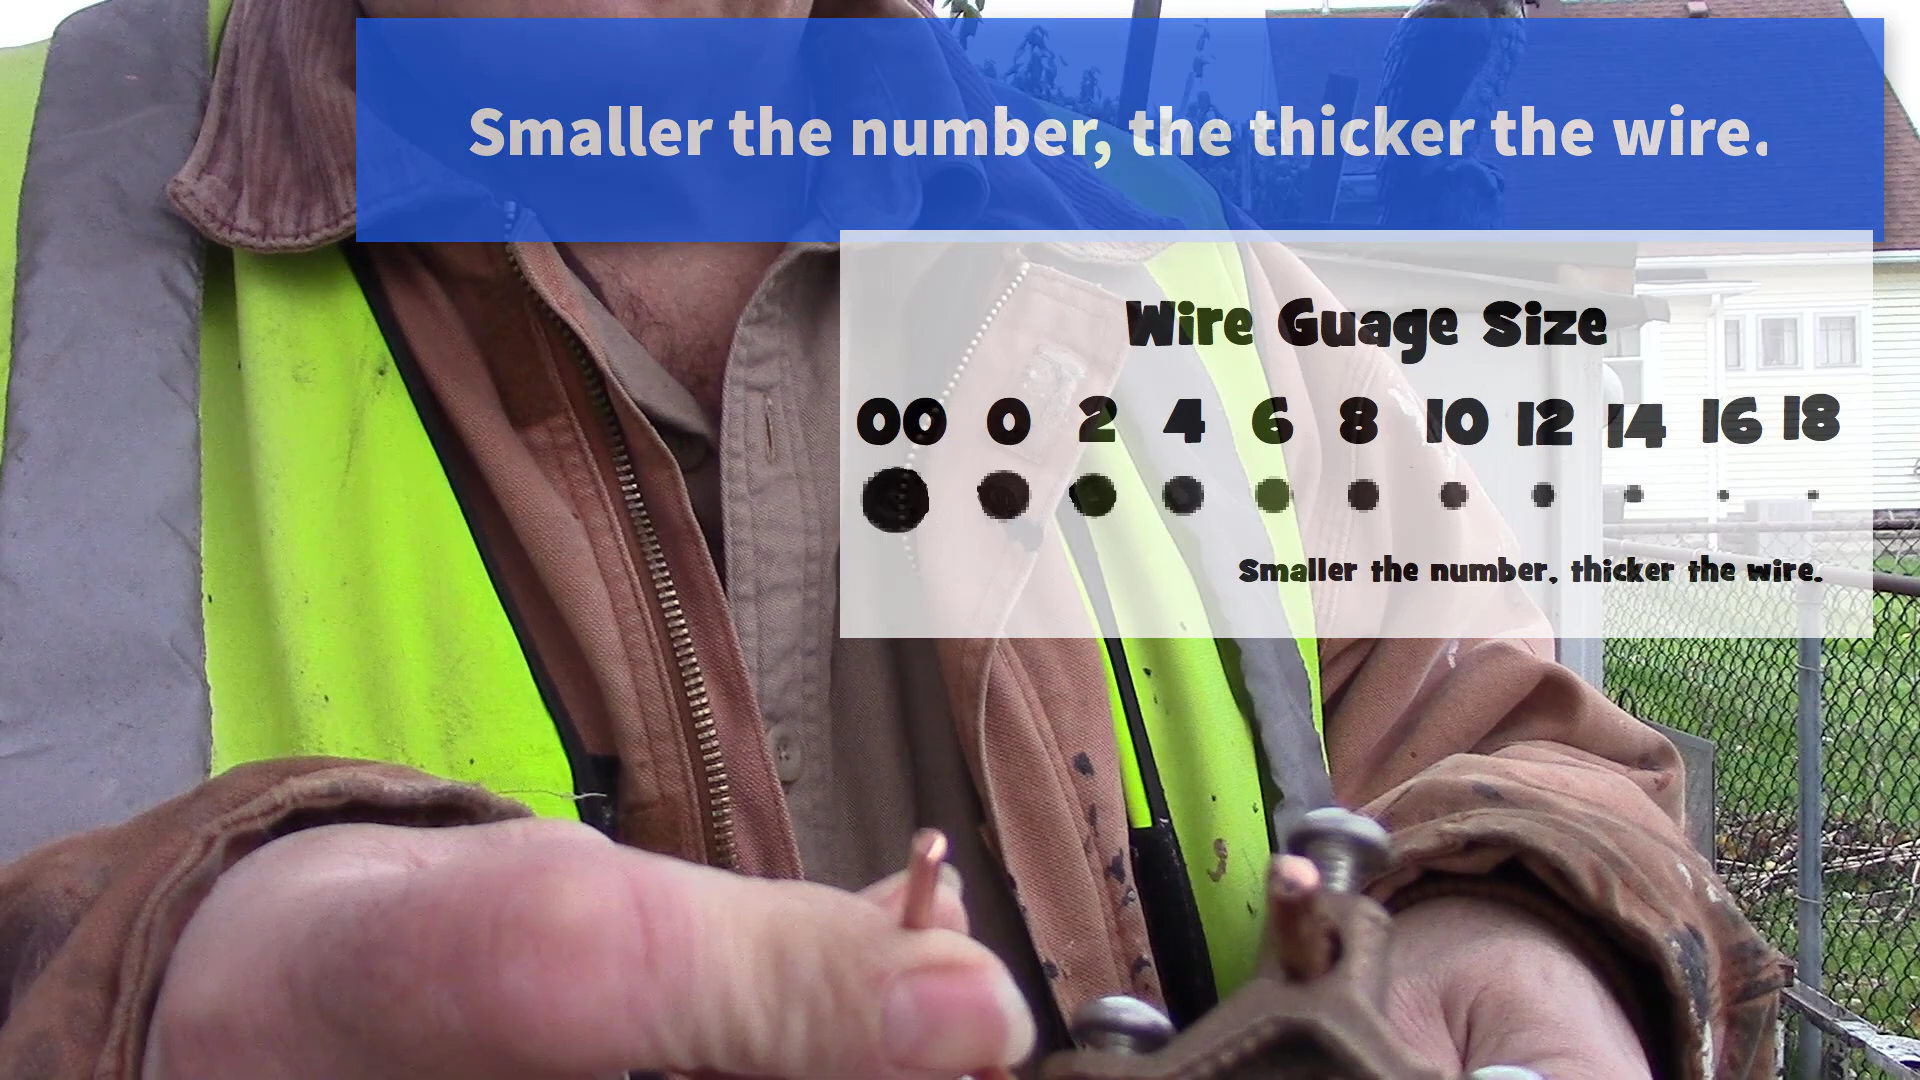 Smaller the number, the thicker the wire.
Wire Guage Size
00 0 2 4 6 8 10 12 14 16 18
Smaller the number, thicker the wire.